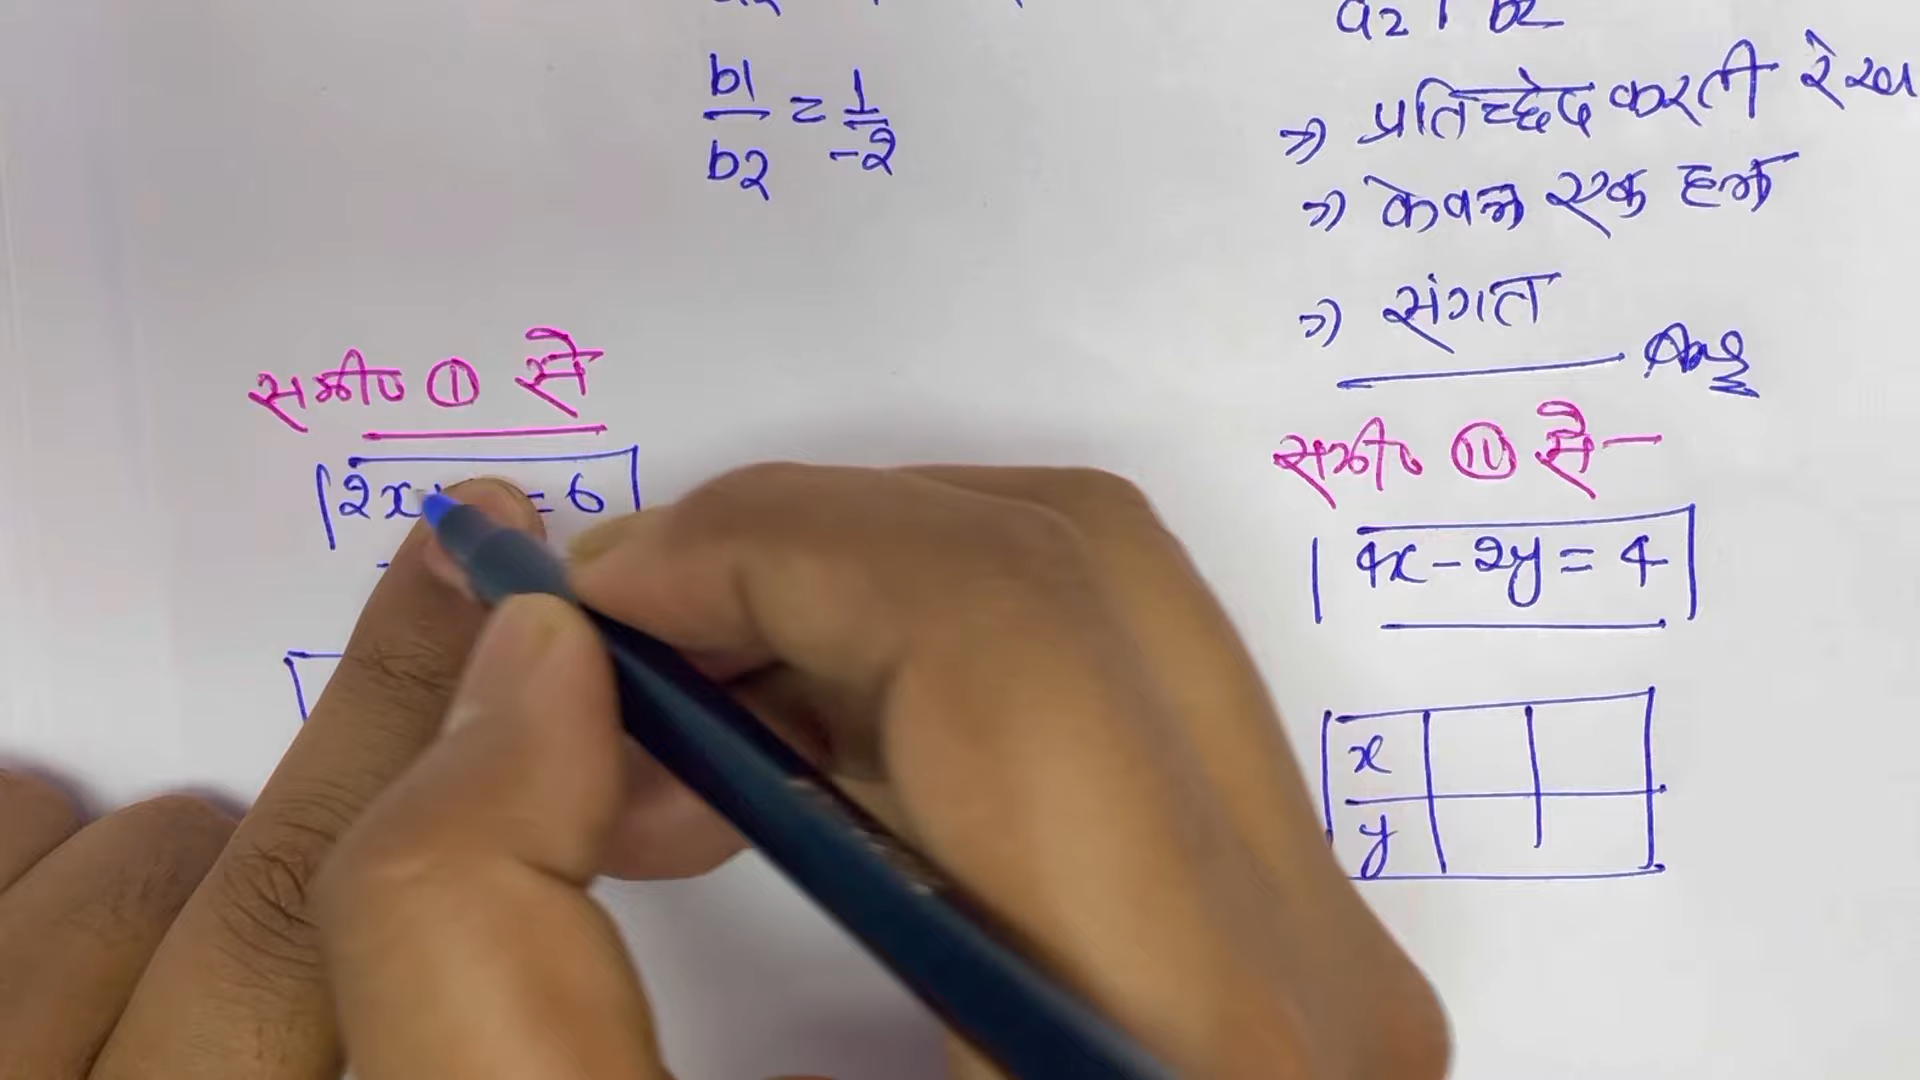 b1/b2 = 1/-2
a2 b2
⇒ प्रतिच्छेद करती रेखा
⇒ केवल एक हल
⇒ संगत
Ans
समी० ① से
2x = 6
समी० ② से—
4x - 2y = 4
x
y